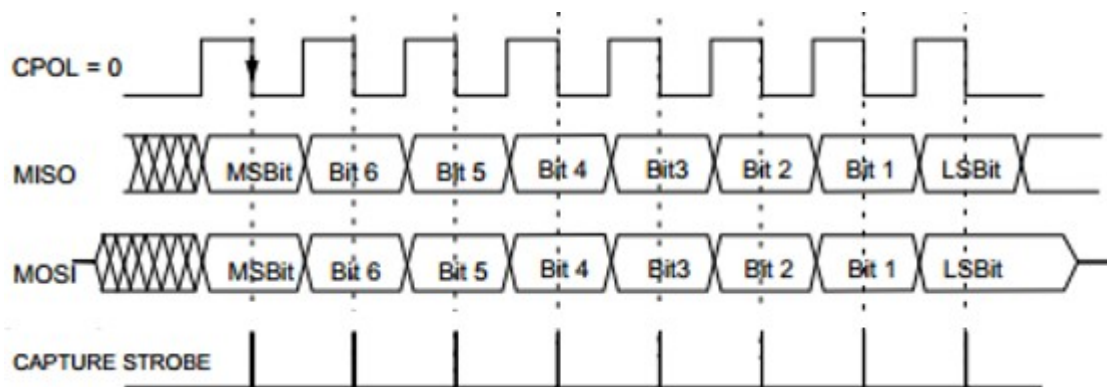 CPOL = 0
MISO MSBit Bit 6 Bit 5 Bit 4 Bit3 Bit 2 Bit 1 LSBit
MOSI MSBit Bit 6 Bit 5 Bit 4 Bit3 Bit 2 Bit 1 LSBit
CAPTURE STROBE